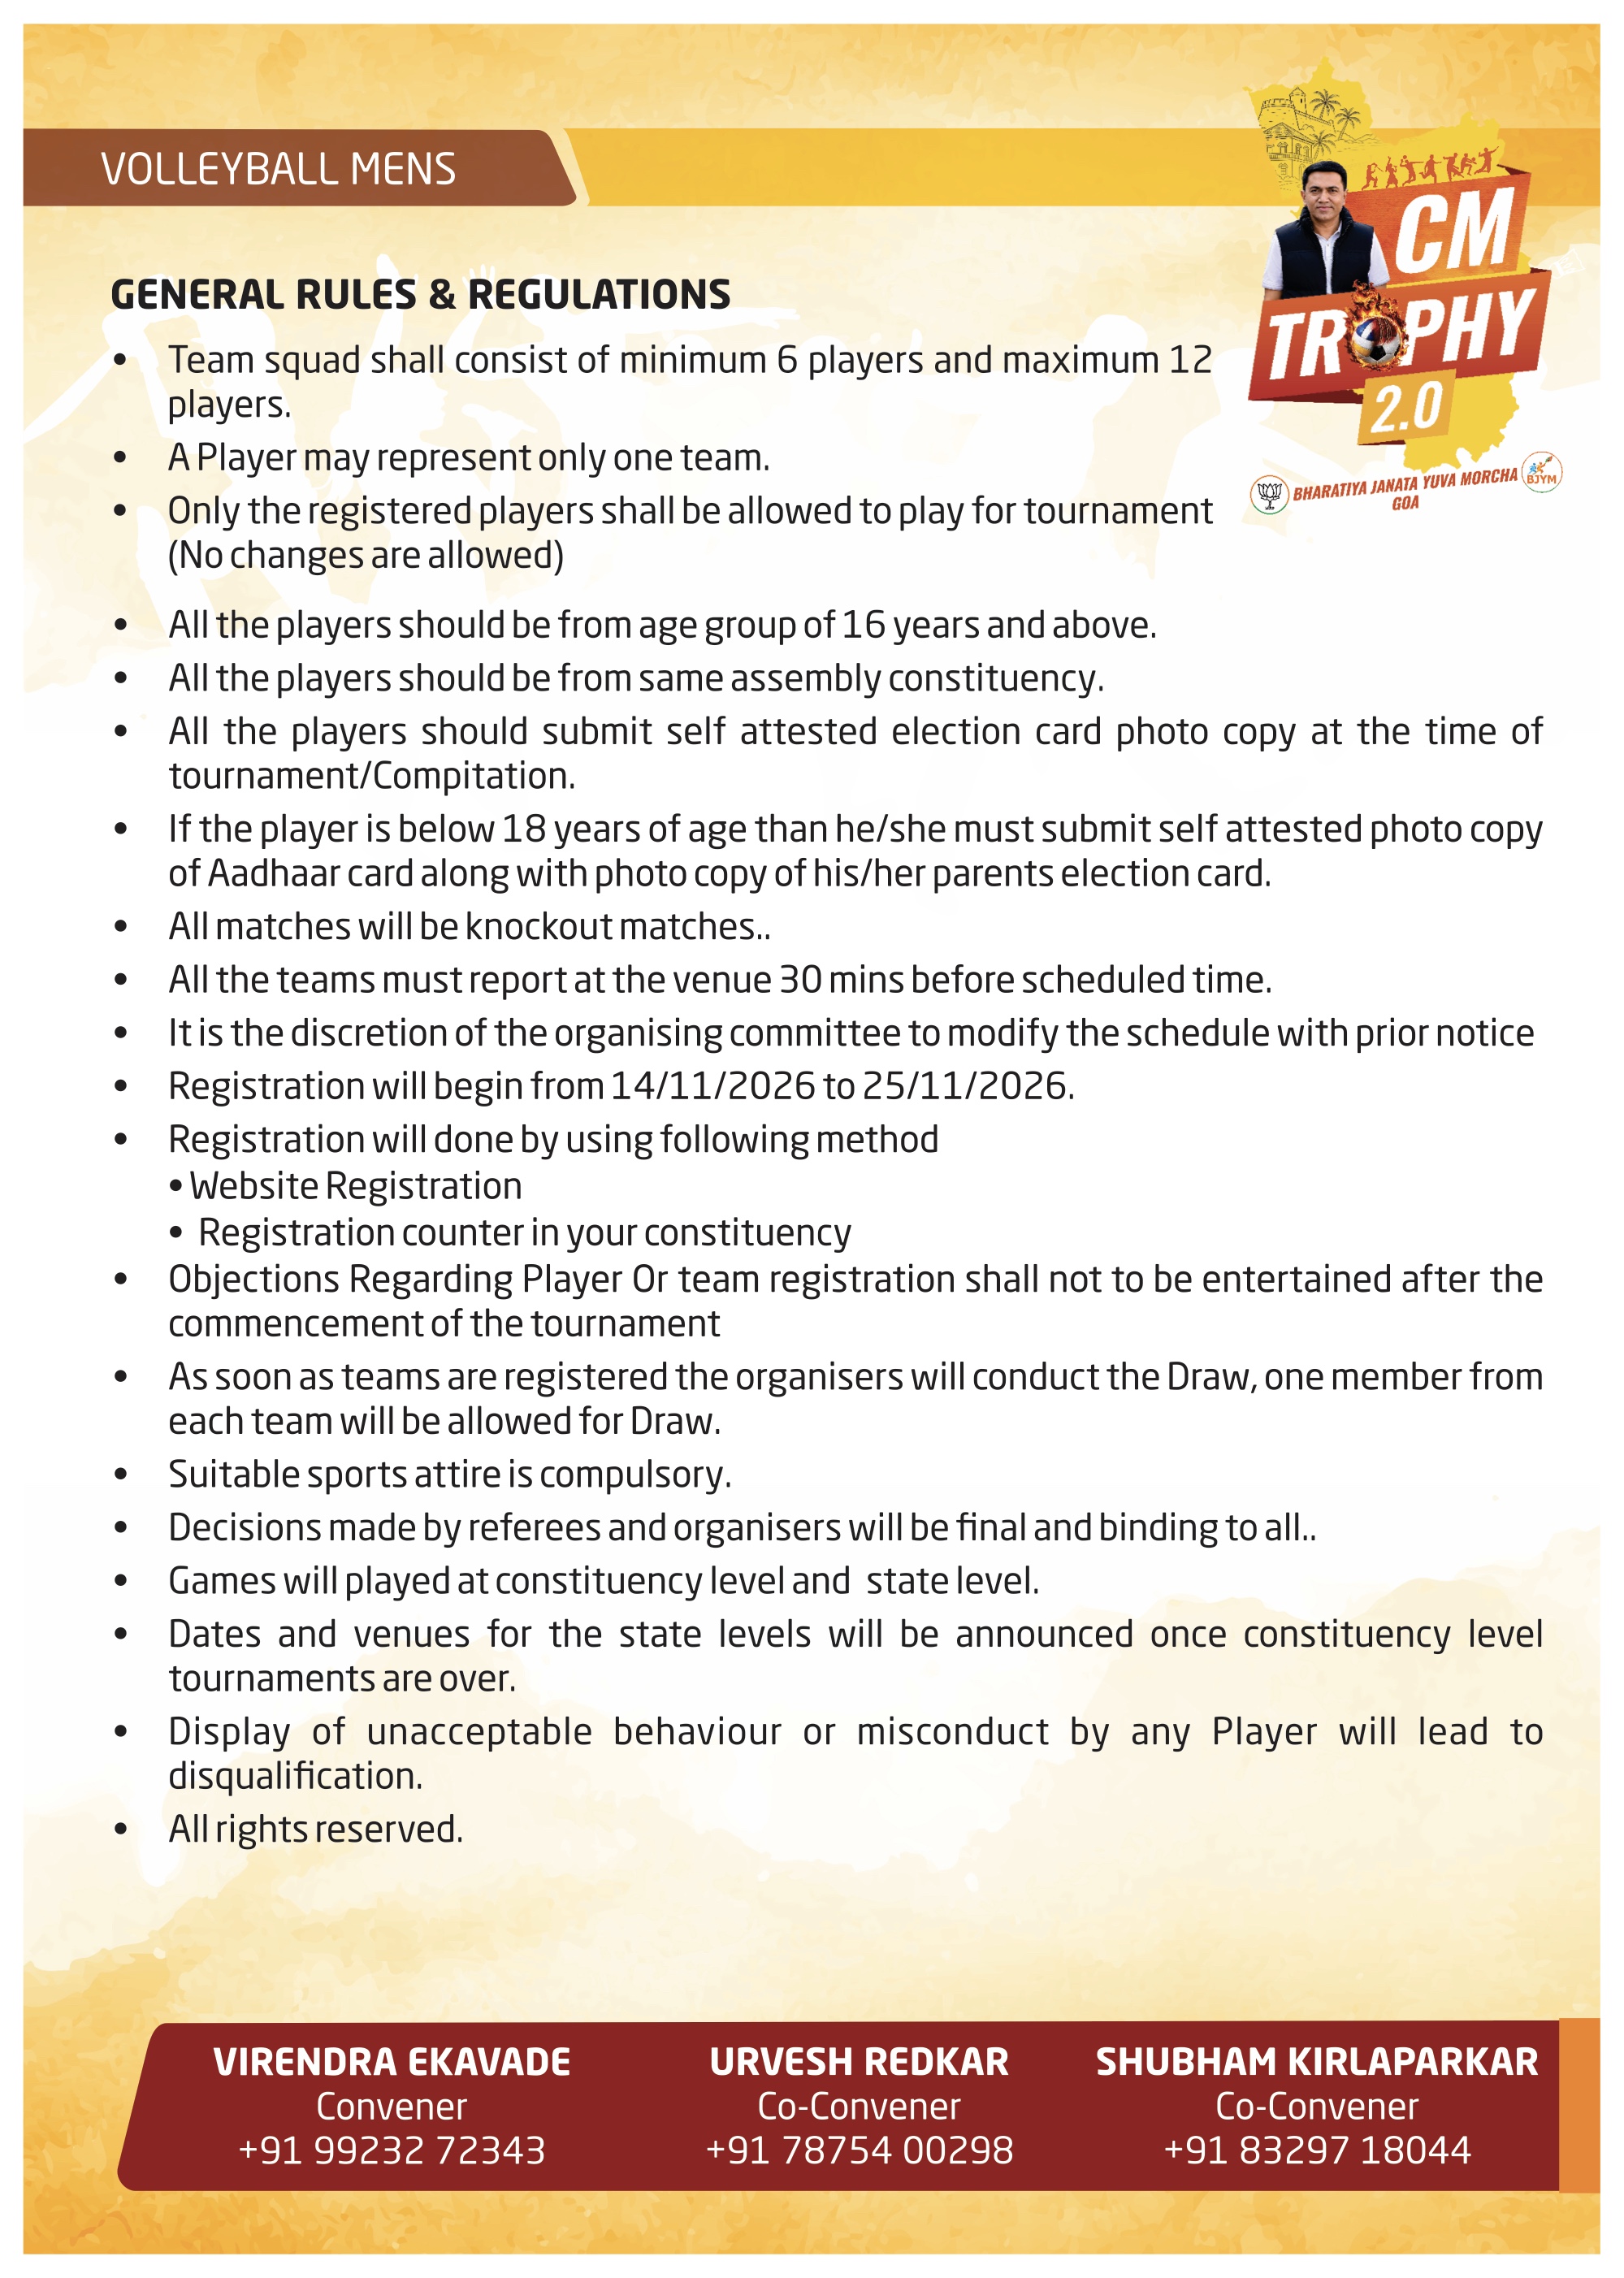 VOLLEYBALL MENS
CM
TROPHY
2.0
BHARATIYA JANATA YUVA MORCHA
GOA
BJYM
GENERAL RULES & REGULATIONS
• Team squad shall consist of minimum 6 players and maximum 12
players.
• A Player may represent only one team.
• Only the registered players shall be allowed to play for tournament
(No changes are allowed)
• All the players should be from age group of 16 years and above.
• All the players should be from same assembly constituency.
• All the players should submit self attested election card photo copy at the time of
tournament/Compitation.
• If the player is below 18 years of age than he/she must submit self attested photo copy
of Aadhaar card along with photo copy of his/her parents election card.
• All matches will be knockout matches..
• All the teams must report at the venue 30 mins before scheduled time.
• It is the discretion of the organising committee to modify the schedule with prior notice
• Registration will begin from 14/11/2026 to 25/11/2026.
• Registration will done by using following method
• Website Registration
• Registration counter in your constituency
• Objections Regarding Player Or team registration shall not to be entertained after the
commencement of the tournament
• As soon as teams are registered the organisers will conduct the Draw, one member from
each team will be allowed for Draw.
• Suitable sports attire is compulsory.
• Decisions made by referees and organisers will be final and binding to all..
• Games will played at constituency level and state level.
• Dates and venues for the state levels will be announced once constituency level
tournaments are over.
• Display of unacceptable behaviour or misconduct by any Player will lead to
disqualification.
• All rights reserved.
VIRENDRA EKAVADE
Convener
+91 99232 72343
URVESH REDKAR
Co-Convener
+91 78754 00298
SHUBHAM KIRLAPARKAR
Co-Convener
+91 83297 18044